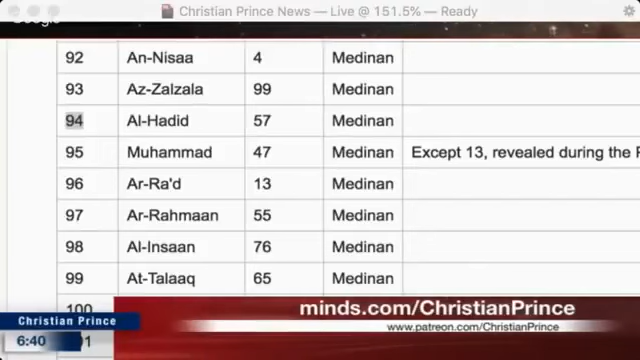 Christian Prince News — Live @ 151.5% — Ready
Google
92 An-Nisaa 4 Medinan
93 Az-Zalzala 99 Medinan
94 Al-Hadid 57 Medinan
95 Muhammad 47 Medinan Except 13, revealed during the
96 Ar-Ra'd 13 Medinan
97 Ar-Rahmaan 55 Medinan
98 Al-Insaan 76 Medinan
99 At-Talaaq 65 Medinan
100
minds.com/ChristianPrince
Christian Prince
www.patreon.com/ChristianPrince
6:40